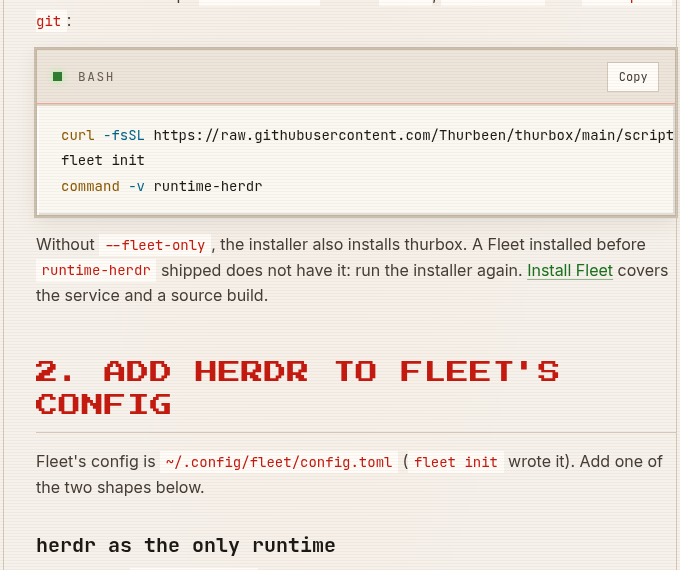 git :
BASH
Copy
curl -fsSL https://raw.githubusercontent.com/Thurbeen/thurbox/main/script
fleet init
command -v runtime-herdr
Without --fleet-only , the installer also installs thurbox. A Fleet installed before
runtime-herdr shipped does not have it: run the installer again. Install Fleet covers
the service and a source build.
2. ADD HERDR TO FLEET'S
CONFIG
Fleet's config is ~/.config/fleet/config.toml ( fleet init wrote it). Add one of
the two shapes below.
herdr as the only runtime